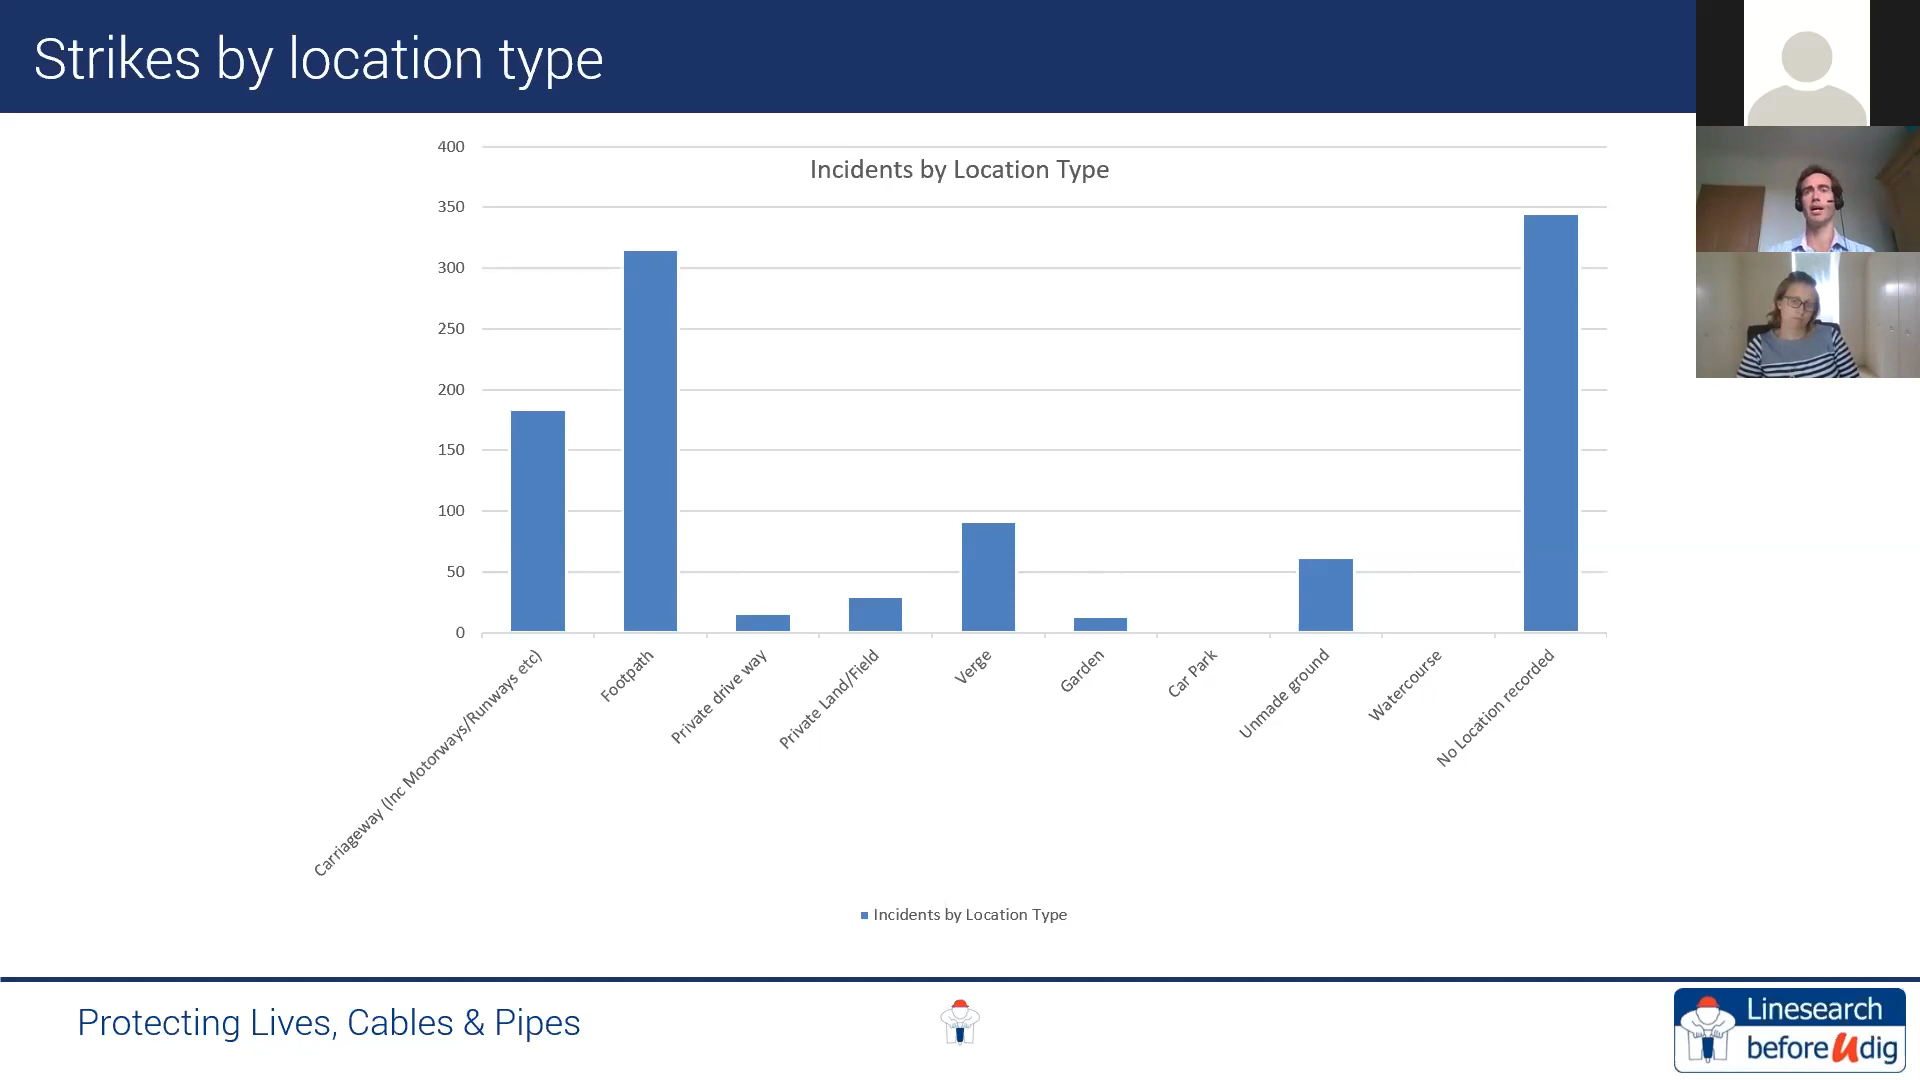 Strikes by location type
Incidents by Location Type
400
350
300
250
200
150
100
50
0
Carriageway (Inc Motorways/Runways etc)
Footpath
Private drive way
Private Land/Field
Verge
Garden
Car Park
Unmade ground
Watercourse
No Location recorded
Incidents by Location Type
Protecting Lives, Cables & Pipes
Linesearch
beforeUdig